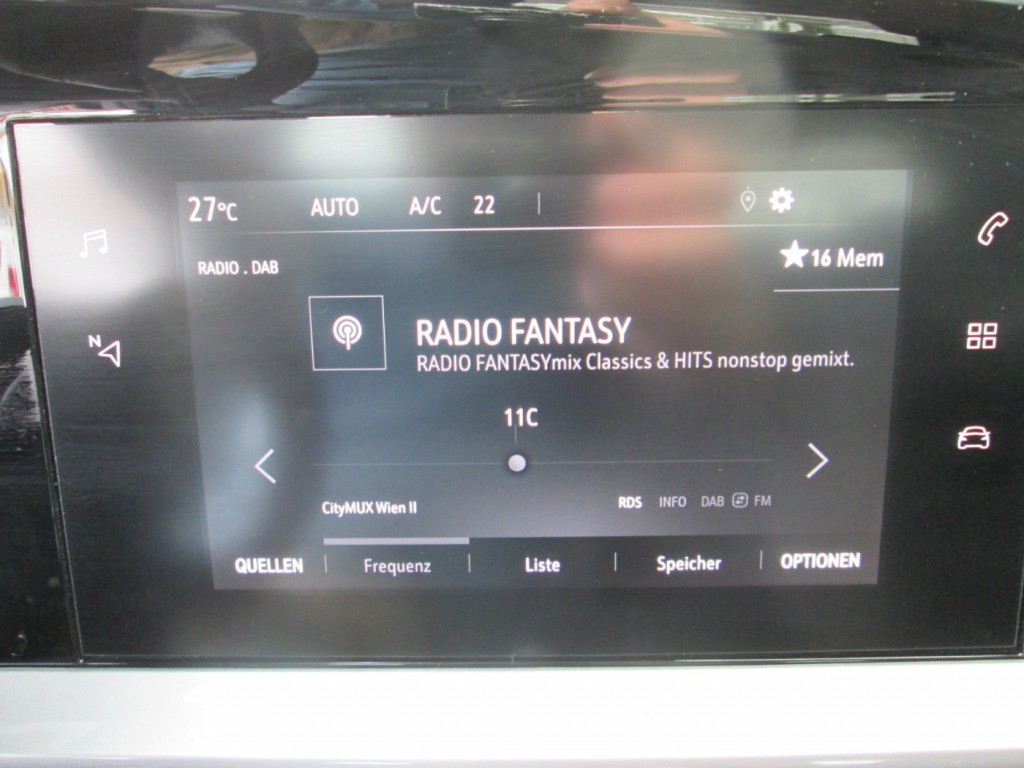 27°C AUTO A/C 22
RADIO . DAB
16 Mem
N
RADIO FANTASY
RADIO FANTASYmix Classics & HITS nonstop gemixt.
11C
CityMUX Wien II
RDS INFO DAB FM
QUELLEN Frequenz Liste Speicher OPTIONEN